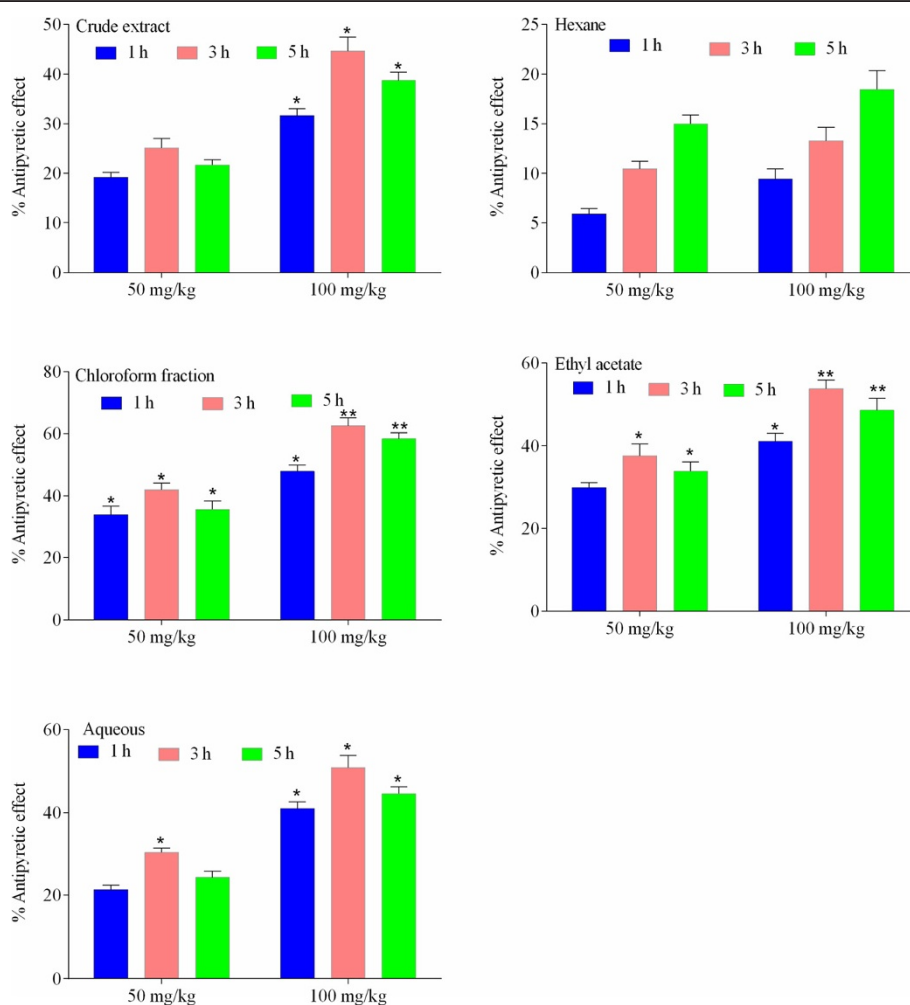 Crude extract
1 h 3 h 5 h
% Antipyretic effect
50
40
30
20
10
0
* * *
50 mg/kg 100 mg/kg
Hexane
1 h 3 h 5 h
% Antipyretic effect
25
20
15
10
5
0
50 mg/kg 100 mg/kg
Chloroform fraction
1 h 3 h 5 h
% Antipyretic effect
80
60
40
20
0
* * * * ** **
50 mg/kg 100 mg/kg
Ethyl acetate
1 h 3 h 5 h
% Antipyretic effect
60
40
20
0
* * * ** **
50 mg/kg 100 mg/kg
Aqueous
1 h 3 h 5 h
% Antipyretic effect
60
40
20
0
* * * *
50 mg/kg 100 mg/kg